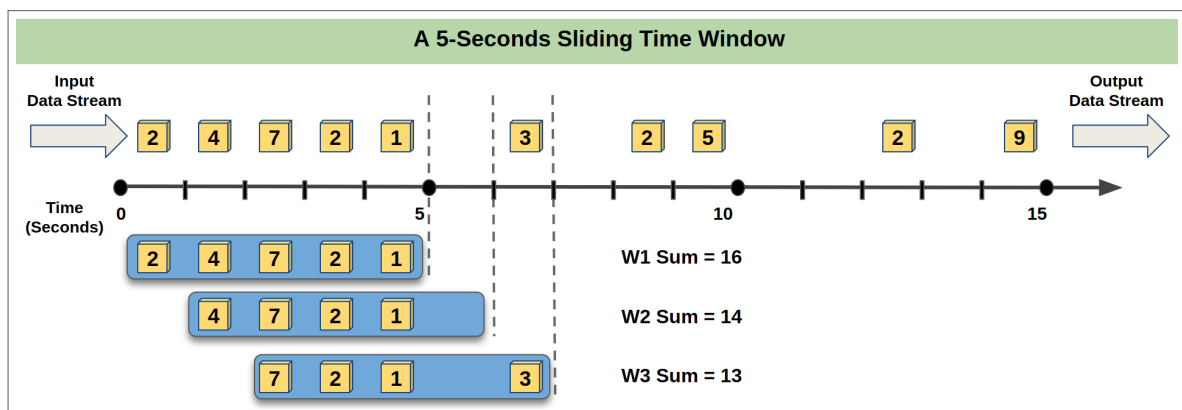 A 5-Seconds Sliding Time Window
Input
Data Stream
Output
Data Stream
2 4 7 2 1 3 2 5 2 9
Time
(Seconds)
0 5 10 15
2 4 7 2 1 W1 Sum = 16
4 7 2 1 W2 Sum = 14
7 2 1 3 W3 Sum = 13